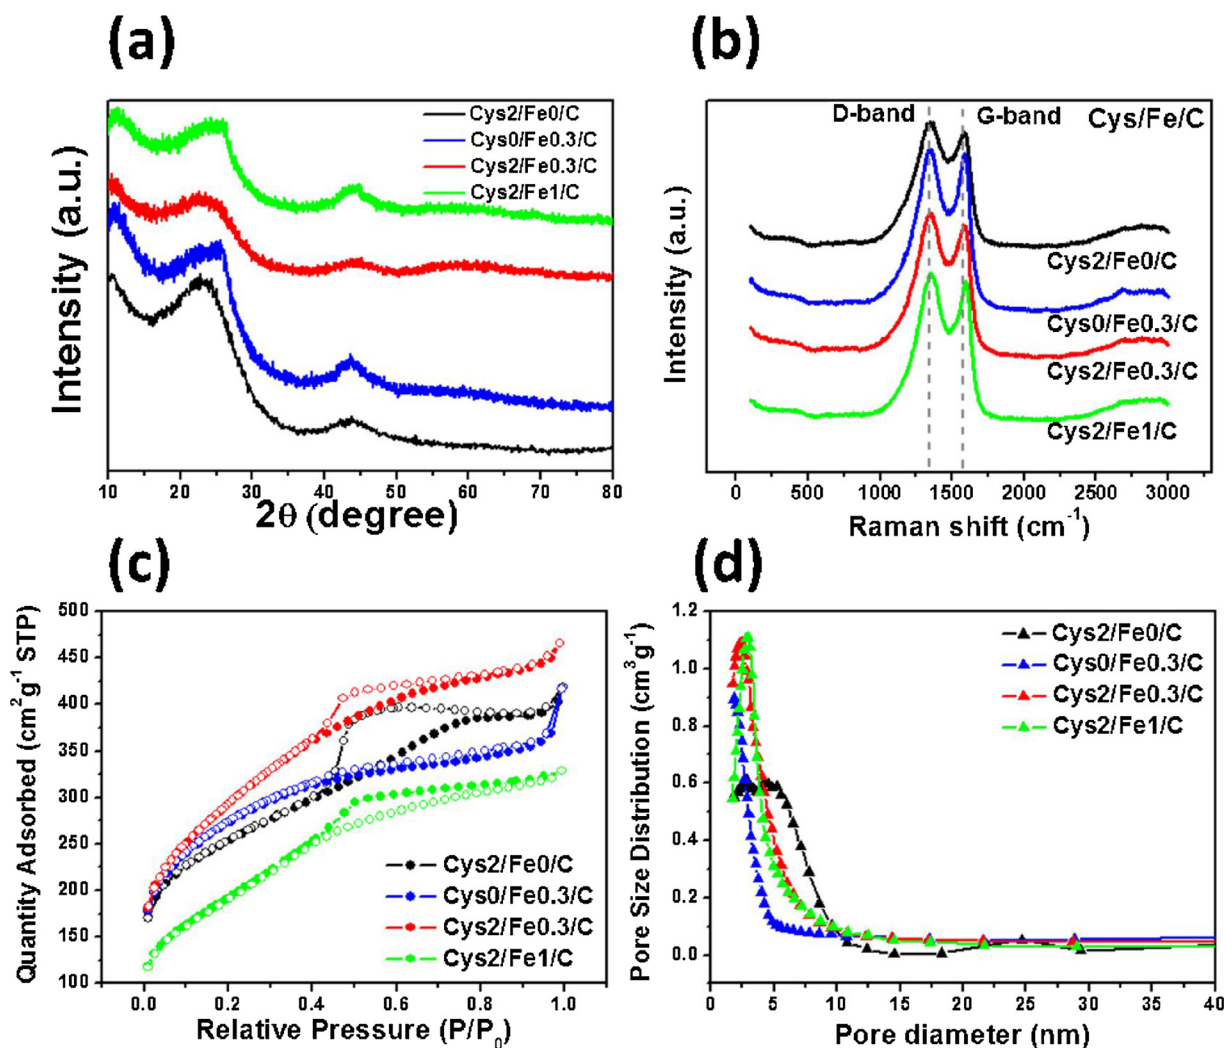 (a)
Cys2/Fe0/C
Cys0/Fe0.3/C
Cys2/Fe0.3/C
Cys2/Fe1/C
Intensity (a.u.)
10 20 30 40 50 60 70 80
2θ (degree)
(b)
D-band G-band Cys/Fe/C
Cys2/Fe0/C
Cys0/Fe0.3/C
Cys2/Fe0.3/C
Cys2/Fe1/C
Intensity (a.u.)
0 500 1000 1500 2000 2500 3000
Raman shift (cm-1)
(c)
Quantity Adsorbed (cm2g-1 STP)
500
450
400
350
300
250
200
150
100
Cys2/Fe0/C
Cys0/Fe0.3/C
Cys2/Fe0.3/C
Cys2/Fe1/C
0.0 0.2 0.4 0.6 0.8 1.0
Relative Pressure (P/P0)
(d)
Pore Size Distribution (cm3g-1)
1.2
1.0
0.8
0.6
0.4
0.2
0.0
Cys2/Fe0/C
Cys0/Fe0.3/C
Cys2/Fe0.3/C
Cys2/Fe1/C
0 5 10 15 20 25 30 35 40
Pore diameter (nm)